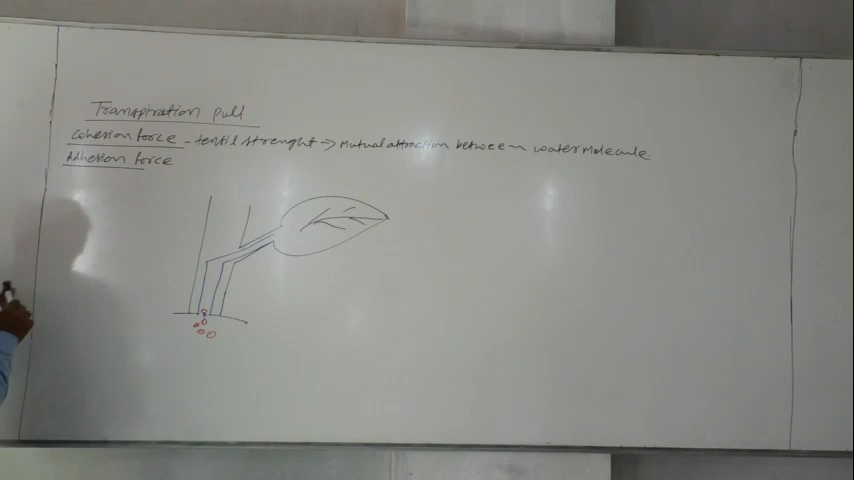 Transpiration pull
Cohesion force - tentil strenght → Mutual attraction between water Molecule.
Adhesion force